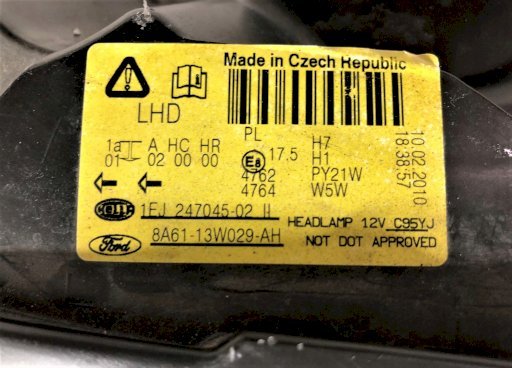 Made in Czech Republic
LHD
PL
1a A HC HR
01 02 00 00
E8 17.5
H7
H1
4762 PY21W
4764 W5W
10.02.2010
18:38:57
Hella 1EJ 247045-02 II
HEADLAMP 12V C95YJ
Ford 8A61-13W029-AH
NOT DOT APPROVED